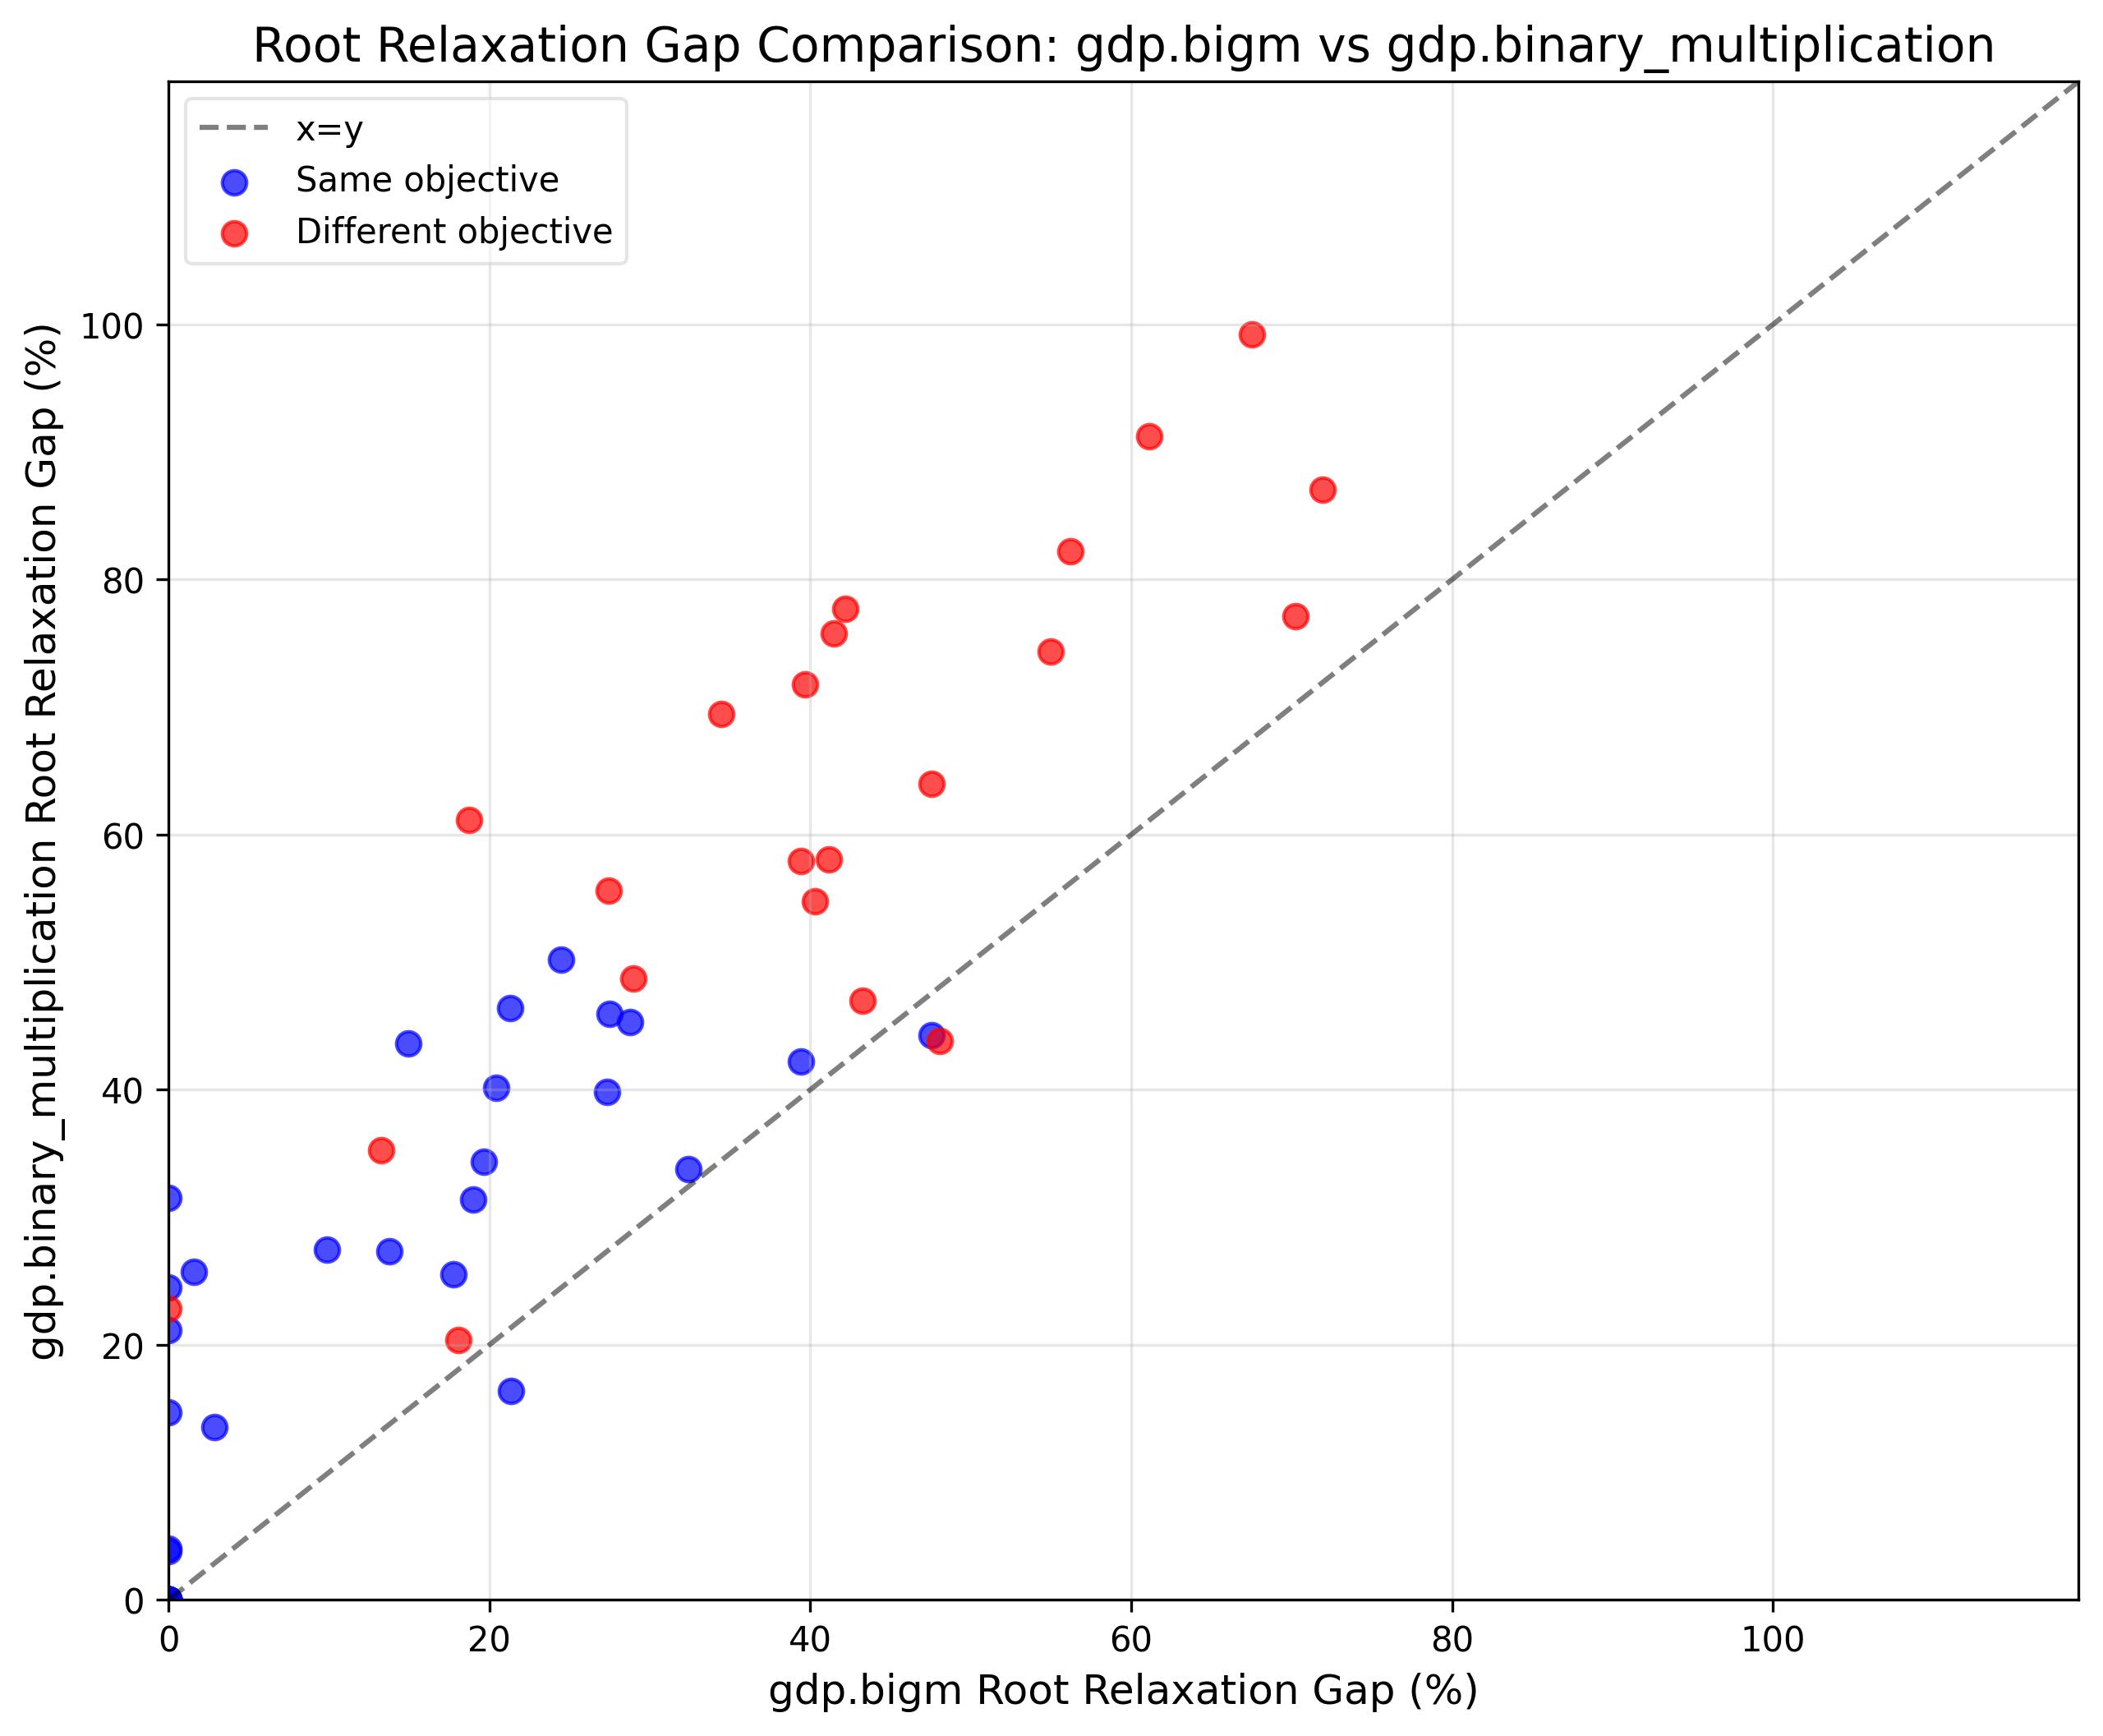 Root Relaxation Gap Comparison: gdp.bigm vs gdp.binary_multiplication
x=y
Same objective
Different objective
gdp.binary_multiplication Root Relaxation Gap (%)
100
80
60
40
20
0
0 20 40 60 80 100
gdp.bigm Root Relaxation Gap (%)